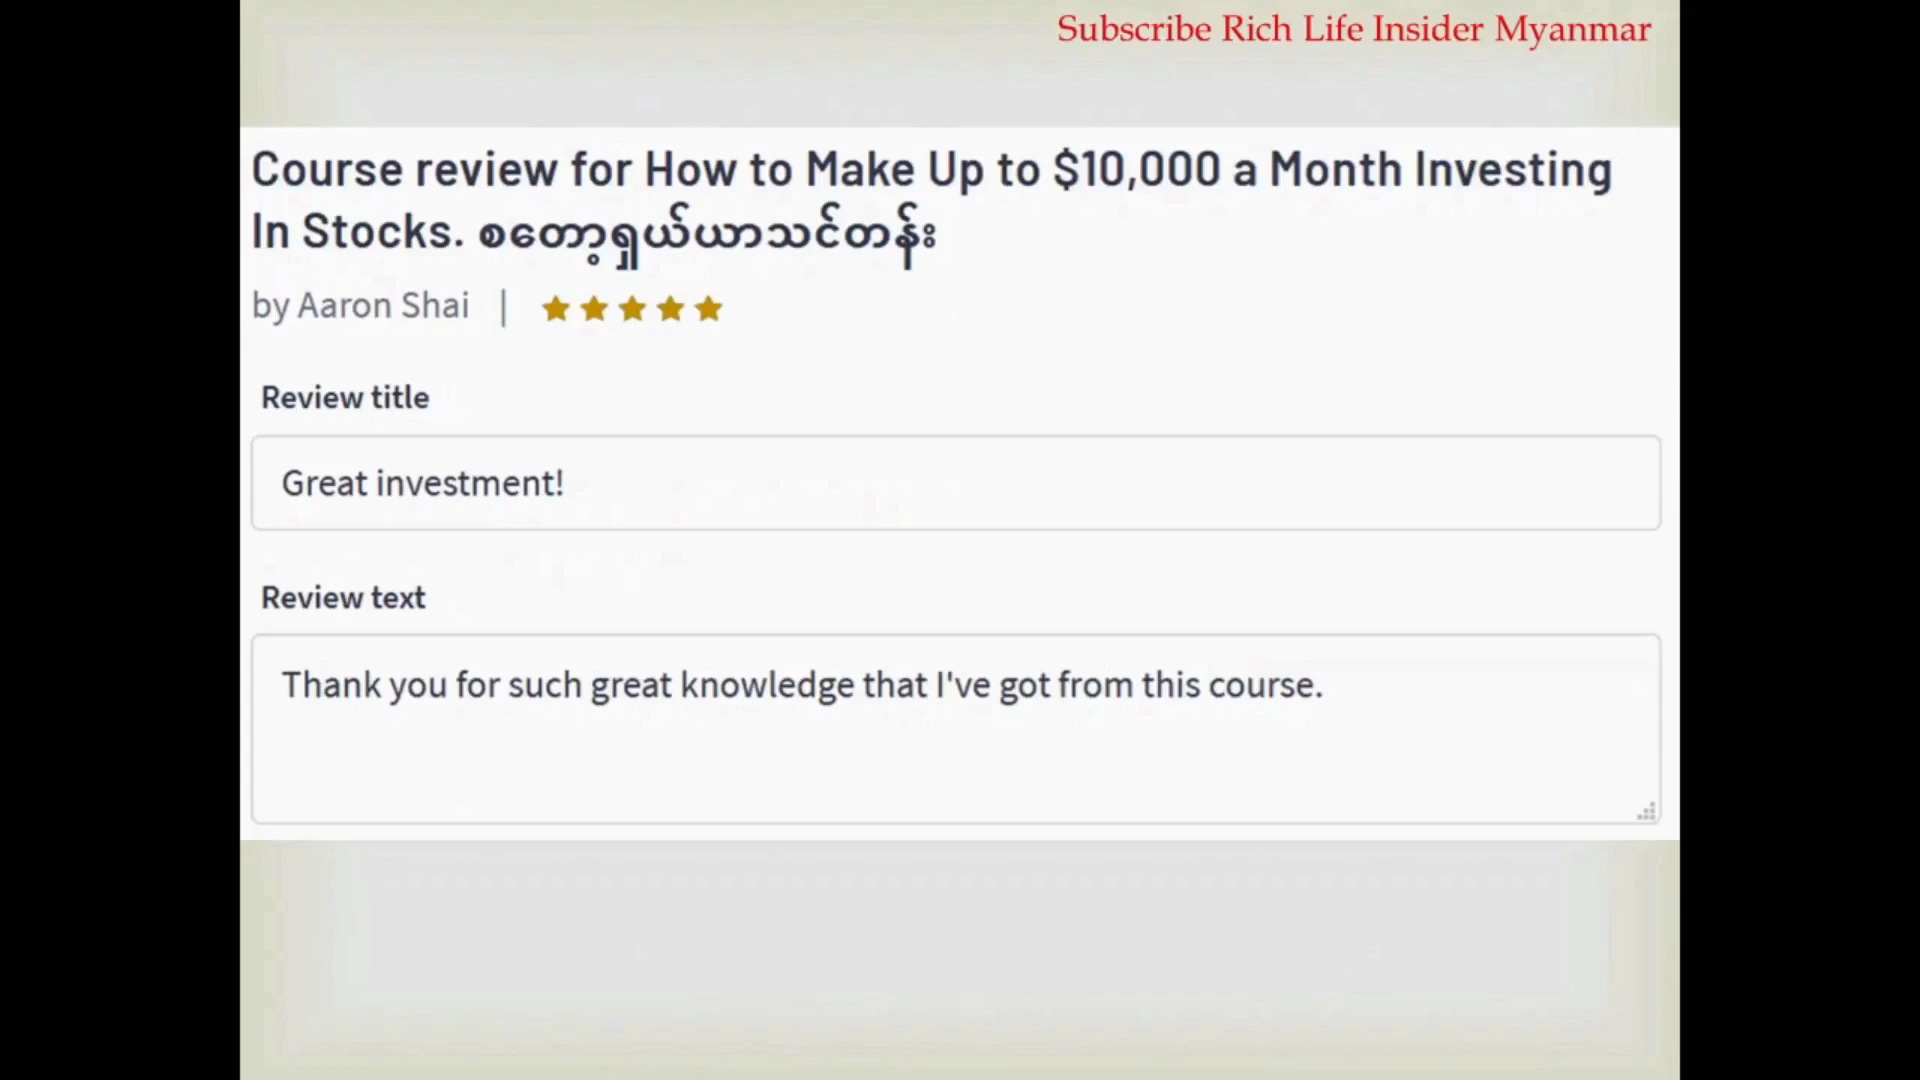 Subscribe Rich Life Insider Myanmar
Course review for How to Make Up to $10,000 a Month Investing
In Stocks. စတော့ရှယ်ယာသင်တန်း
by Aaron Shai | ★★★★★
Review title
Great investment!
Review text
Thank you for such great knowledge that I've got from this course.